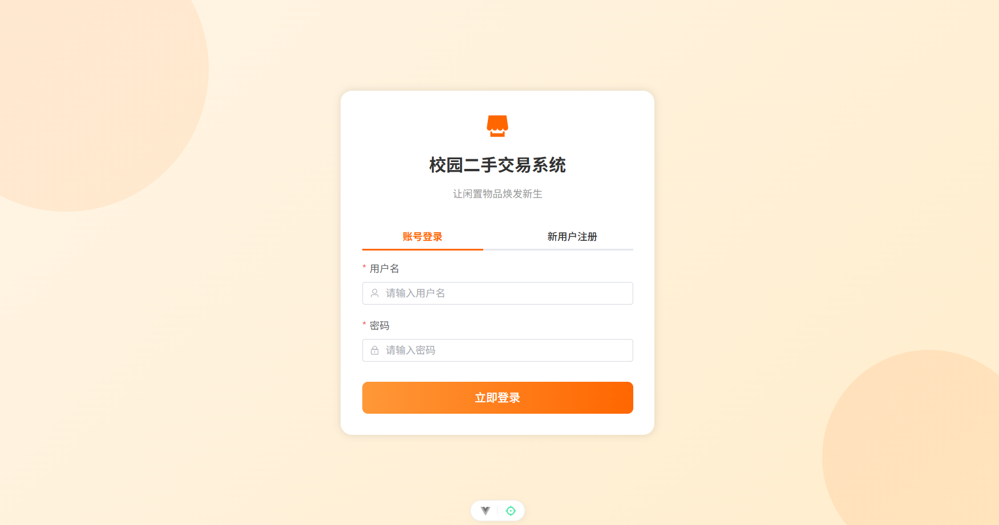 校园二手交易系统
让闲置物品焕发新生
账号登录 新用户注册
* 用户名
请输入用户名
* 密码
请输入密码
立即登录